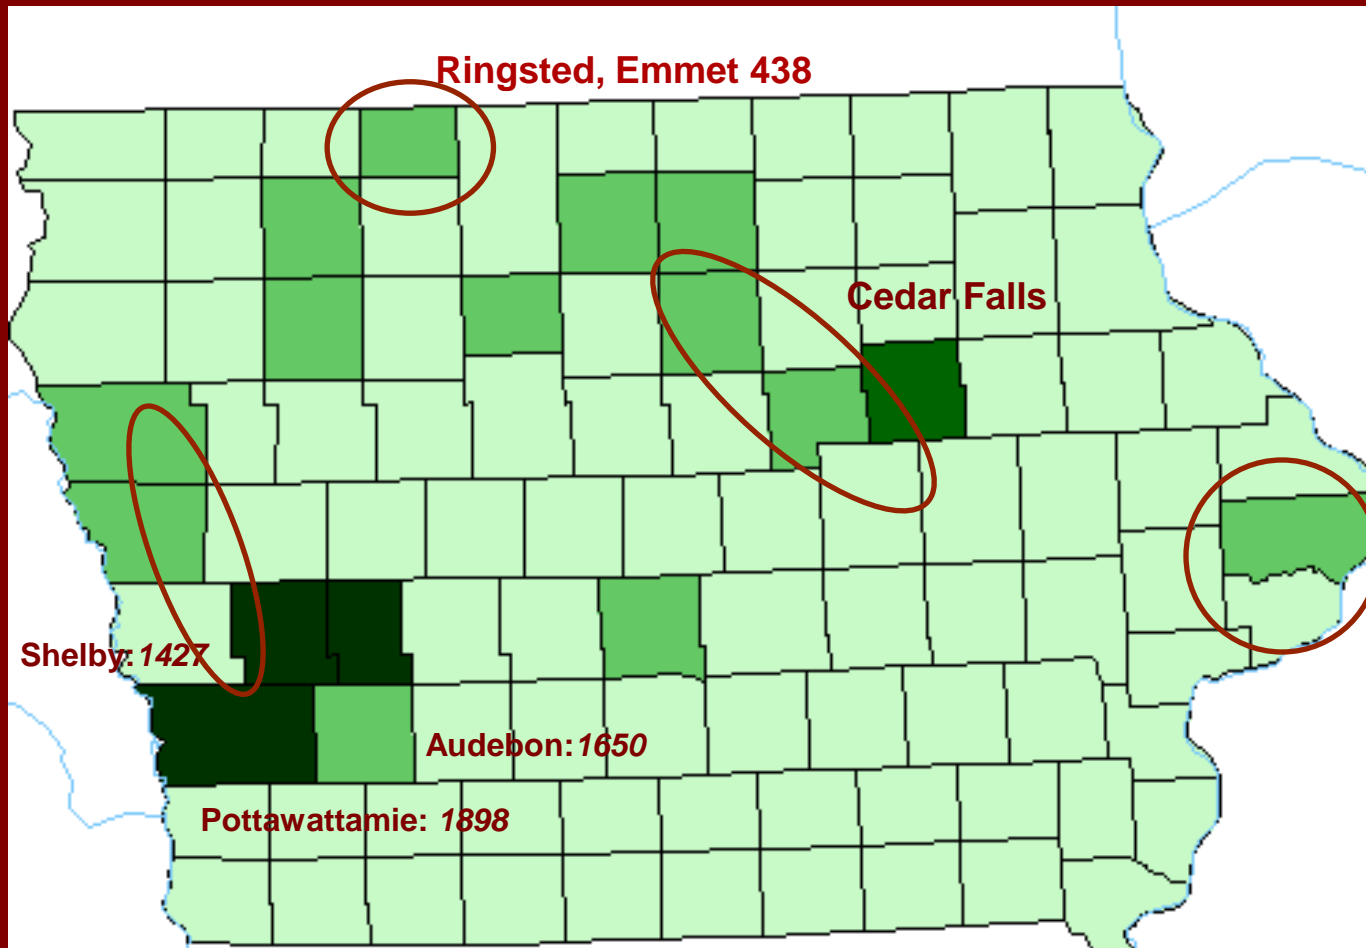 Ringsted, Emmet 438
Cedar Falls
Shelby: 1427
Audebon: 1650
Pottawattamie: 1898